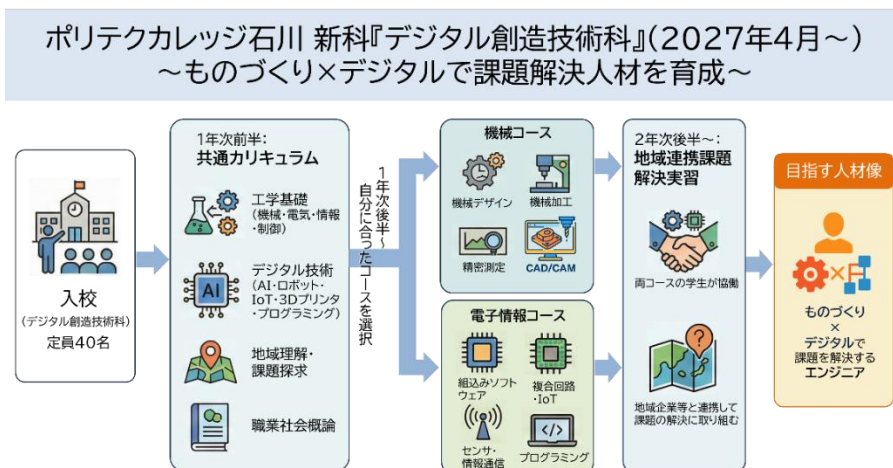 ポリテクカレッジ石川 新科『デジタル創造技術科』(2027年4月～)
～ものづくり×デジタルで課題解決人材を育成～
入校
(デジタル創造技術科)
定員40名
1年次前半:
共通カリキュラム
工学基礎
(機械・電気・情報
・制御)
AI
デジタル技術
(AI・ロボット・
IoT・3Dプリンタ
・プログラミング)
地域理解・
課題探求
職業社会概論
1年次後半～
自分に合ったコースを選択
機械コース
機械デザイン
機械加工
精密測定
CAD/CAM
電子情報コース
組込みソフト
ウェア
複合回路
・IoT
センサ・
情報通信
</>
プログラミング
2年次後半～:
地域連携課題
解決実習
両コースの学生が協働
?
地域企業等と連携して
課題の解決に取り組む
目指す人材像
×
ものづくり
×
デジタルで
課題を解決する
エンジニア